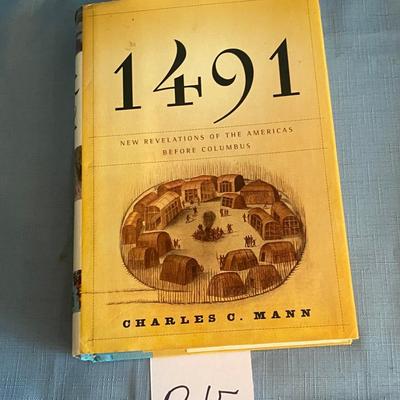 1491
NEW REVELATIONS OF THE AMERICAS
BEFORE COLUMBUS
CHARLES C. MANN